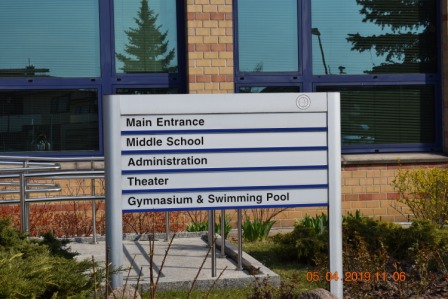 Main Entrance
Middle School
Administration
Theater
Gymnasium & Swimming Pool
05-04-2019 11:06